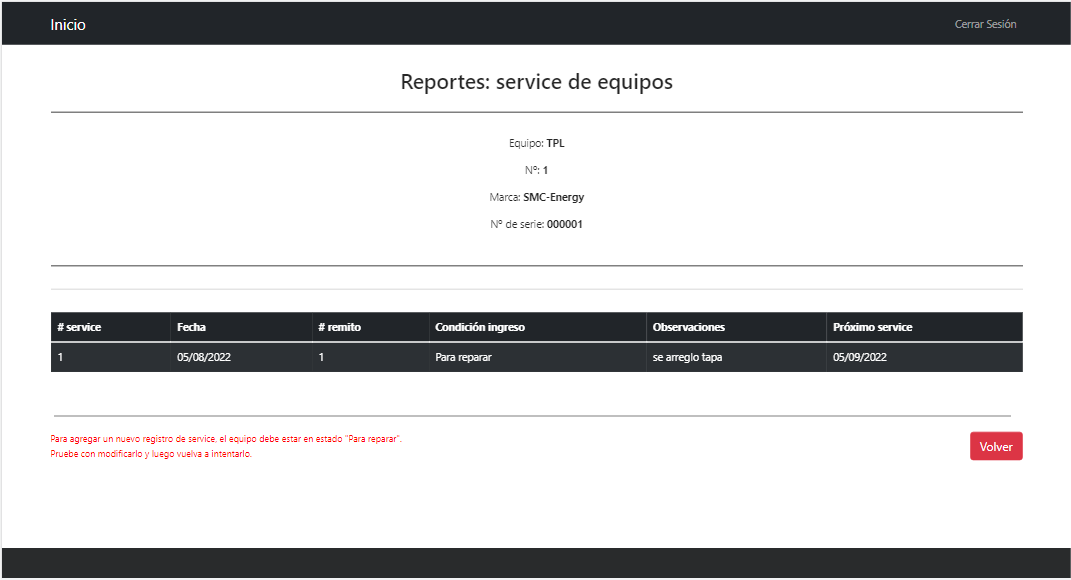 Inicio
Cerrar Sesión
Reportes: service de equipos
Equipo: TPL
Nº: 1
Marca: SMC-Energy
Nº de serie: 000001
# service Fecha # remito Condición ingreso Observaciones Próximo service
1 05/08/2022 1 Para reparar se arreglo tapa 05/09/2022
Para agregar un nuevo registro de service, el equipo debe estar en estado "Para reparar".
Pruebe con modificarlo y luego vuelva a intentarlo.
Volver